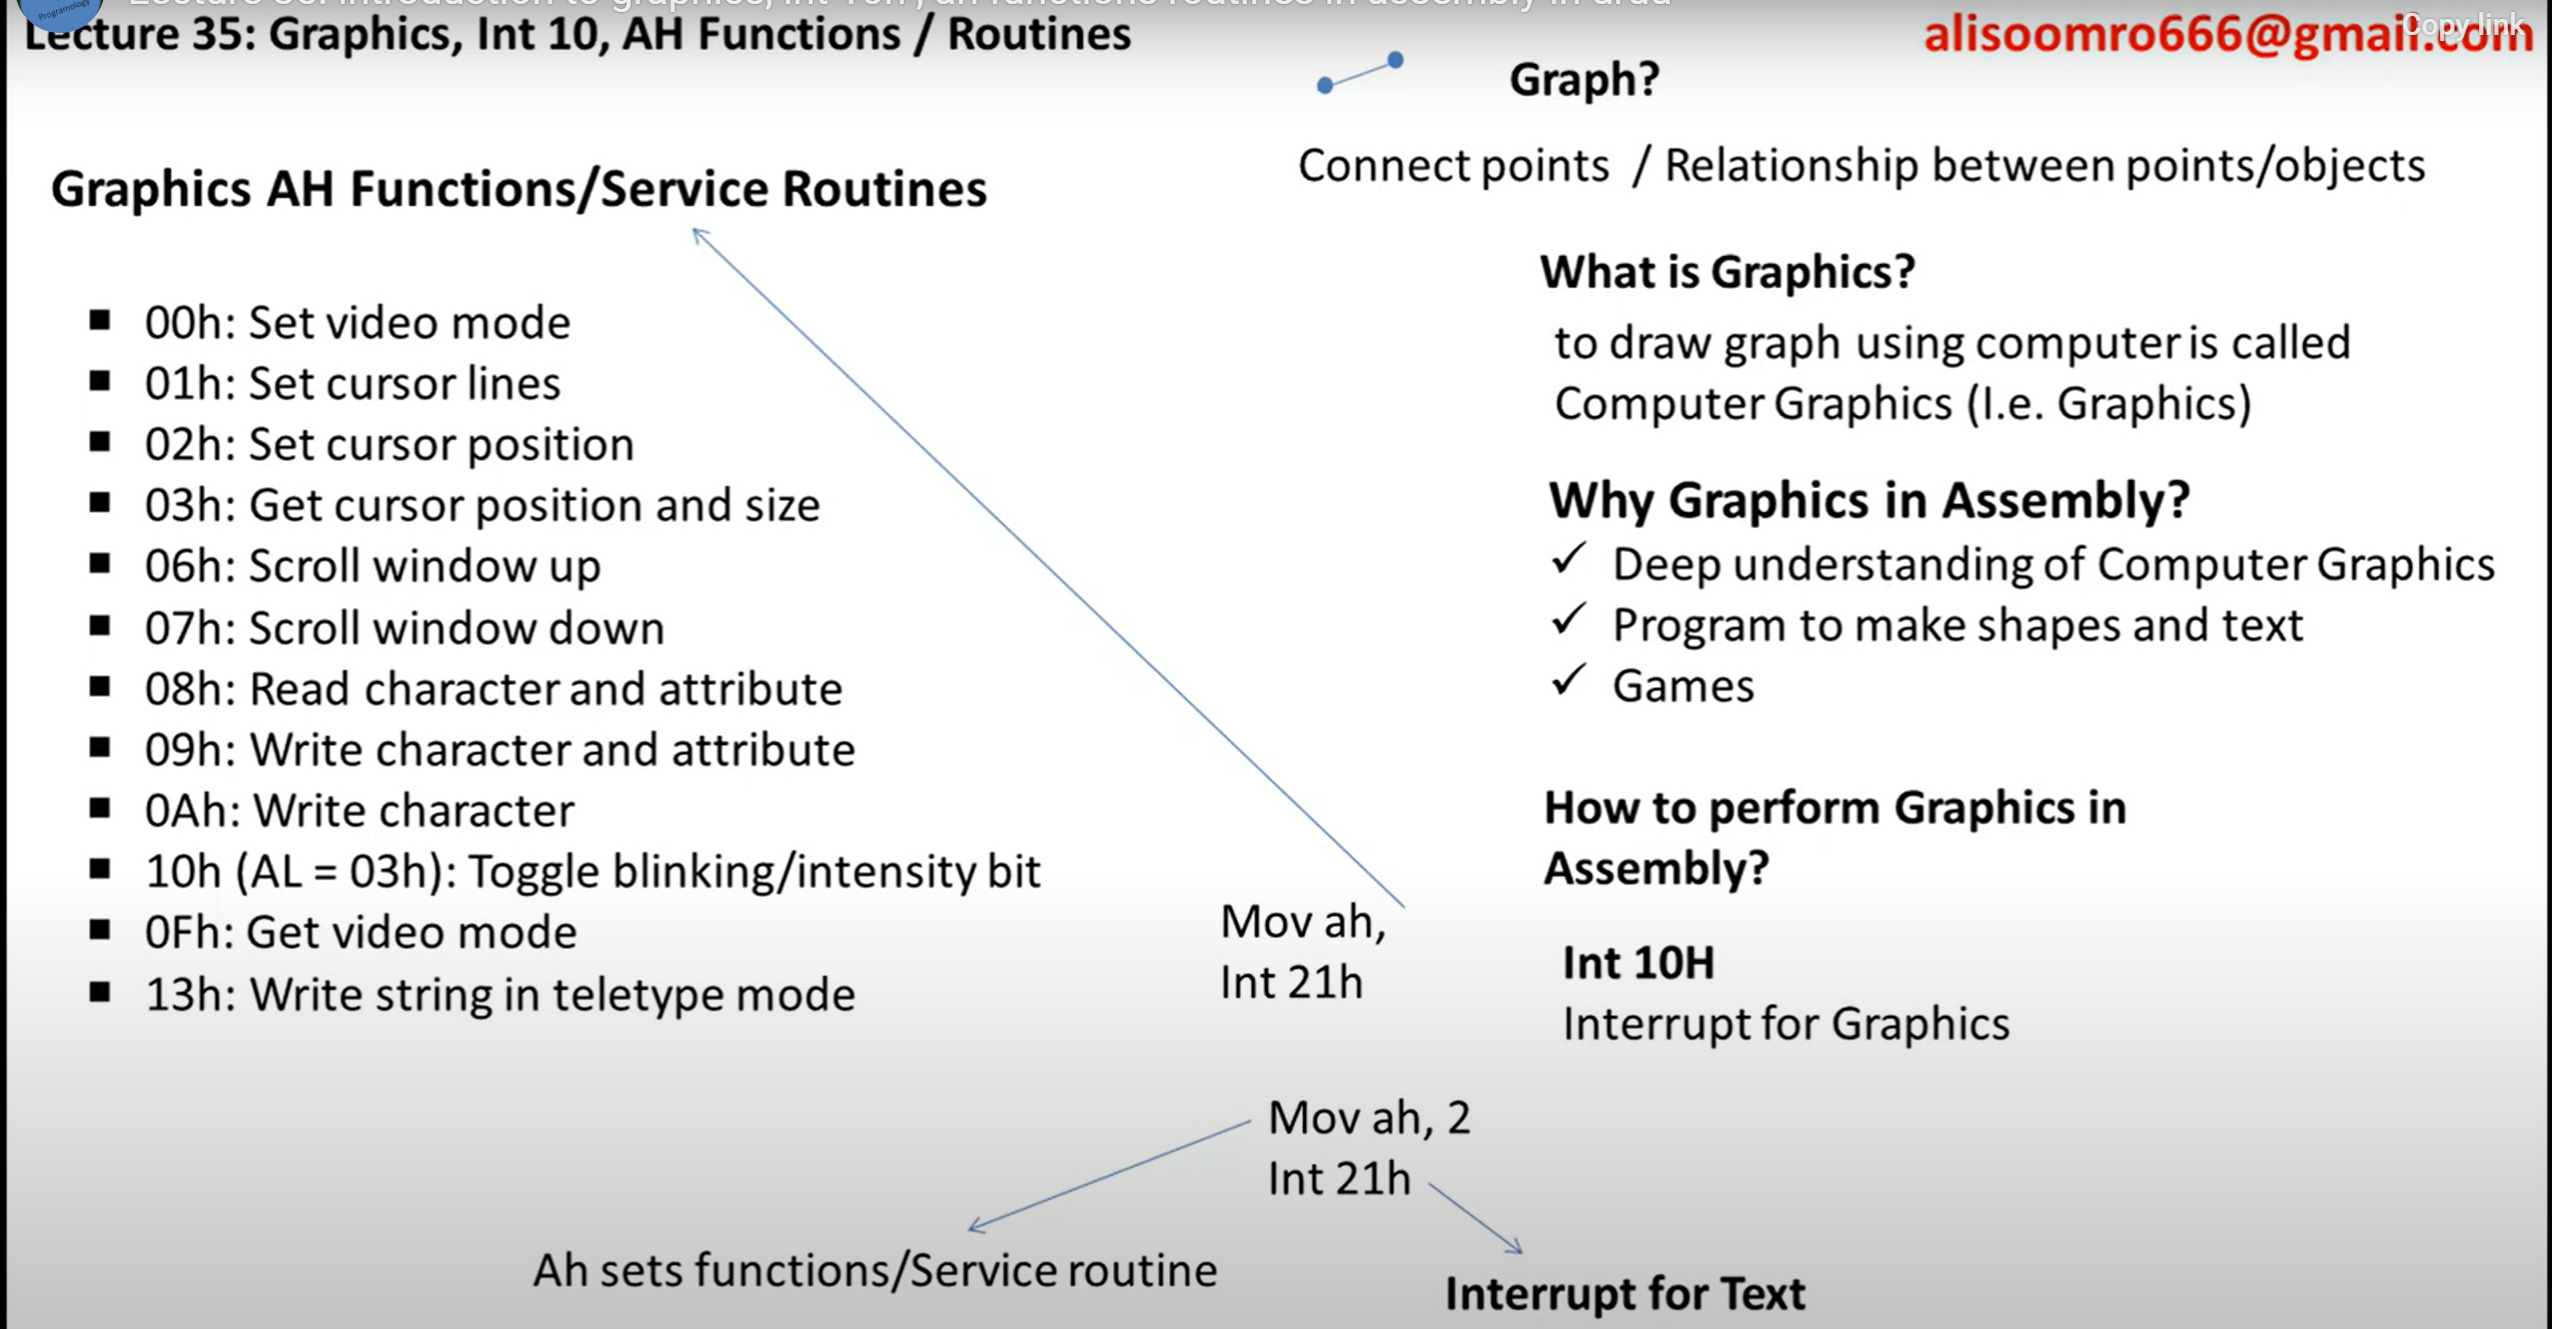 Programology
Lecture 35: Graphics, Int 10, AH Functions / Routines
alisoomro666@gmail.com
Copy link
Graphics AH Functions/Service Routines
00h: Set video mode
01h: Set cursor lines
02h: Set cursor position
03h: Get cursor position and size
06h: Scroll window up
07h: Scroll window down
08h: Read character and attribute
09h: Write character and attribute
0Ah: Write character
10h (AL = 03h): Toggle blinking/intensity bit
0Fh: Get video mode
13h: Write string in teletype mode
Graph?
Connect points / Relationship between points/objects
What is Graphics?
to draw graph using computer is called
Computer Graphics (I.e. Graphics)
Why Graphics in Assembly?
✓ Deep understanding of Computer Graphics
✓ Program to make shapes and text
✓ Games
How to perform Graphics in
Assembly?
Mov ah,
Int 21h
Int 10H
Interrupt for Graphics
Mov ah, 2
Int 21h
Ah sets functions/Service routine
Interrupt for Text